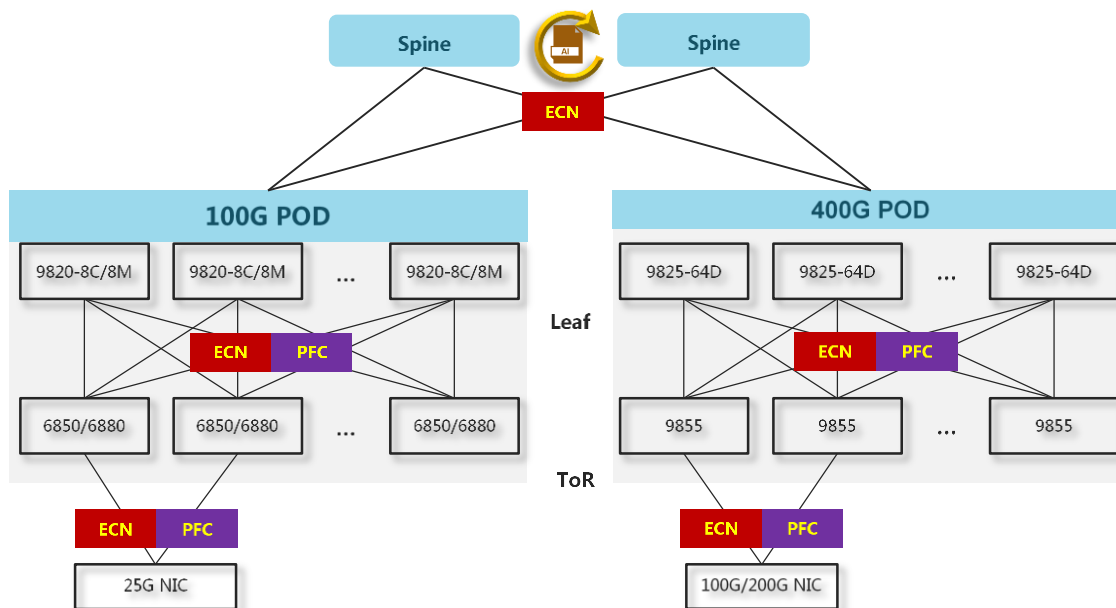 Spine
AI
Spine
ECN
100G POD
400G POD
9820-8C/8M
9820-8C/8M
...
9820-8C/8M
9825-64D
9825-64D
...
9825-64D
Leaf
ECN
PFC
ECN
PFC
6850/6880
6850/6880
...
6850/6880
9855
9855
...
9855
ToR
ECN
PFC
ECN
PFC
25G NIC
100G/200G NIC